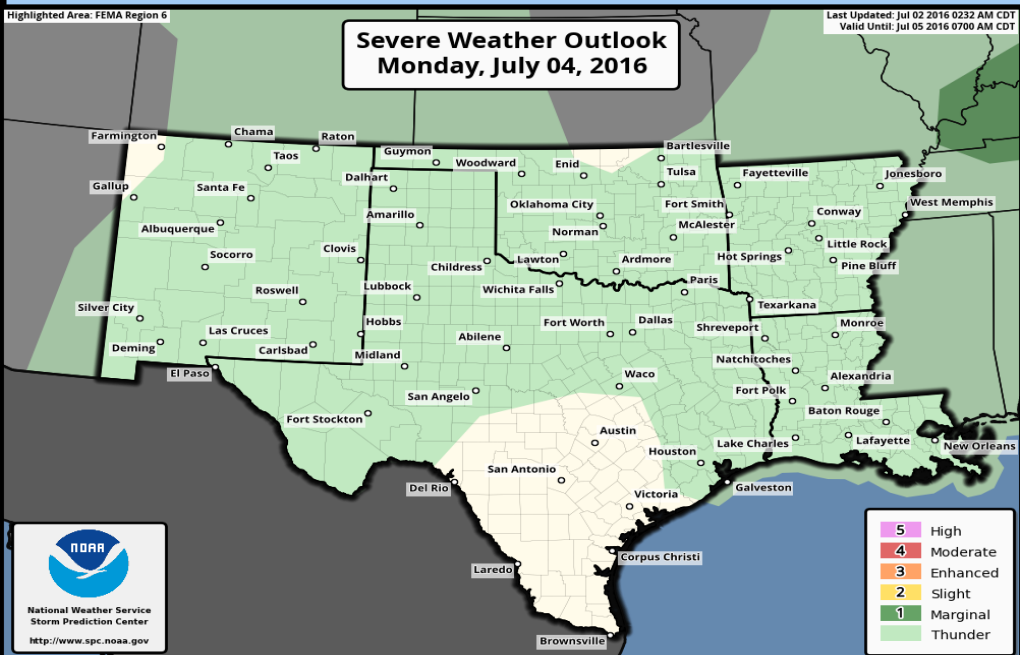 Highlighted Area: FEMA Region 6
Last Updated: Jul 02 2016 0232 AM CDT
Valid Until: Jul 05 2016 0700 AM CDT
Severe Weather Outlook
Monday, July 04, 2016
Farmington
Chama
Raton
Taos
Guymon
Woodward
Enid
Bartlesville
Tulsa
Fayetteville
Jonesboro
Gallup
Santa Fe
Dalhart
Oklahoma City
Fort Smith
West Memphis
Albuquerque
Amarillo
Norman
McAlester
Conway
Socorro
Clovis
Childress
Lawton
Ardmore
Hot Springs
Little Rock
Pine Bluff
Roswell
Lubbock
Wichita Falls
Paris
Texarkana
Silver City
Las Cruces
Hobbs
Abilene
Fort Worth
Dallas
Shreveport
Monroe
Deming
Carlsbad
Midland
Natchitoches
El Paso
San Angelo
Waco
Fort Polk
Alexandria
Fort Stockton
Austin
Baton Rouge
Houston
Lake Charles
Lafayette
New Orleans
San Antonio
Del Rio
Victoria
Galveston
Corpus Christi
Laredo
Brownsville
NOAA
National Weather Service
Storm Prediction Center
http://www.spc.noaa.gov
5 High
4 Moderate
3 Enhanced
2 Slight
1 Marginal
Thunder